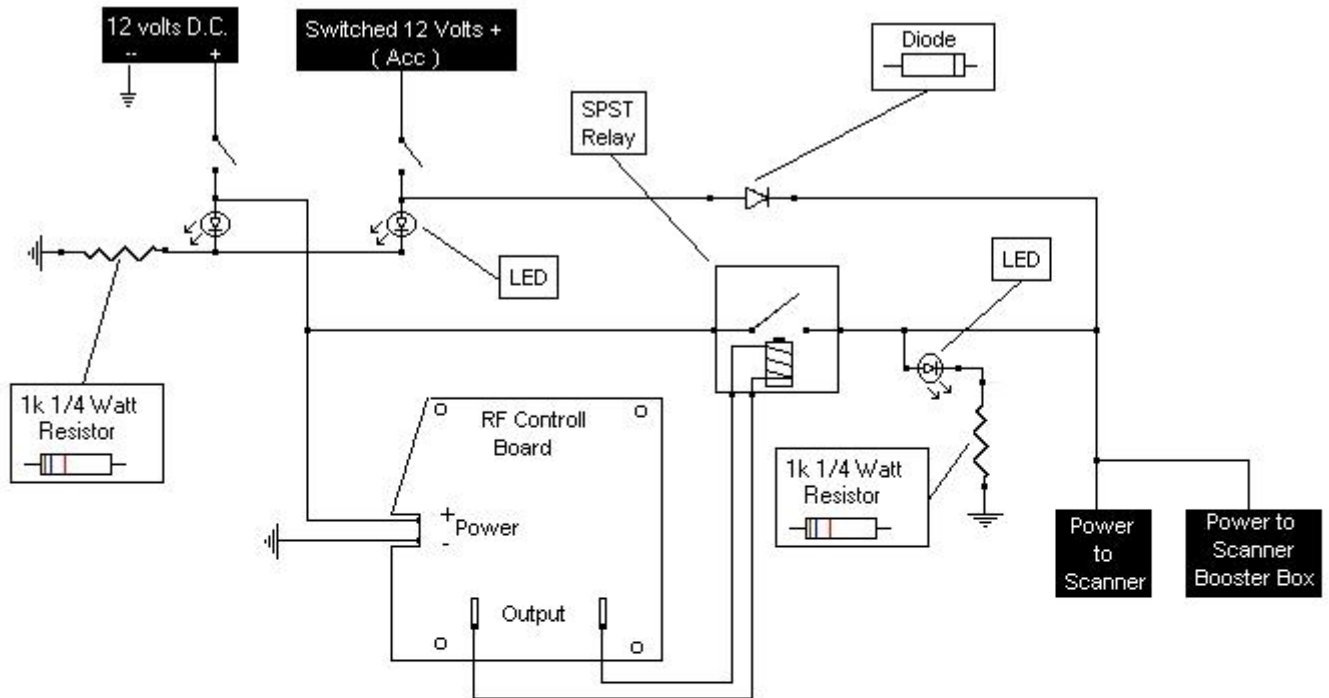 12 volts D.C.
-- +
Switched 12 Volts +
( Acc )
Diode
SPST
Relay
LED
LED
1k 1/4 Watt
Resistor
RF Controll
Board
+
Power
-
Output
1k 1/4 Watt
Resistor
Power
to
Scanner
Power to
Scanner
Booster Box